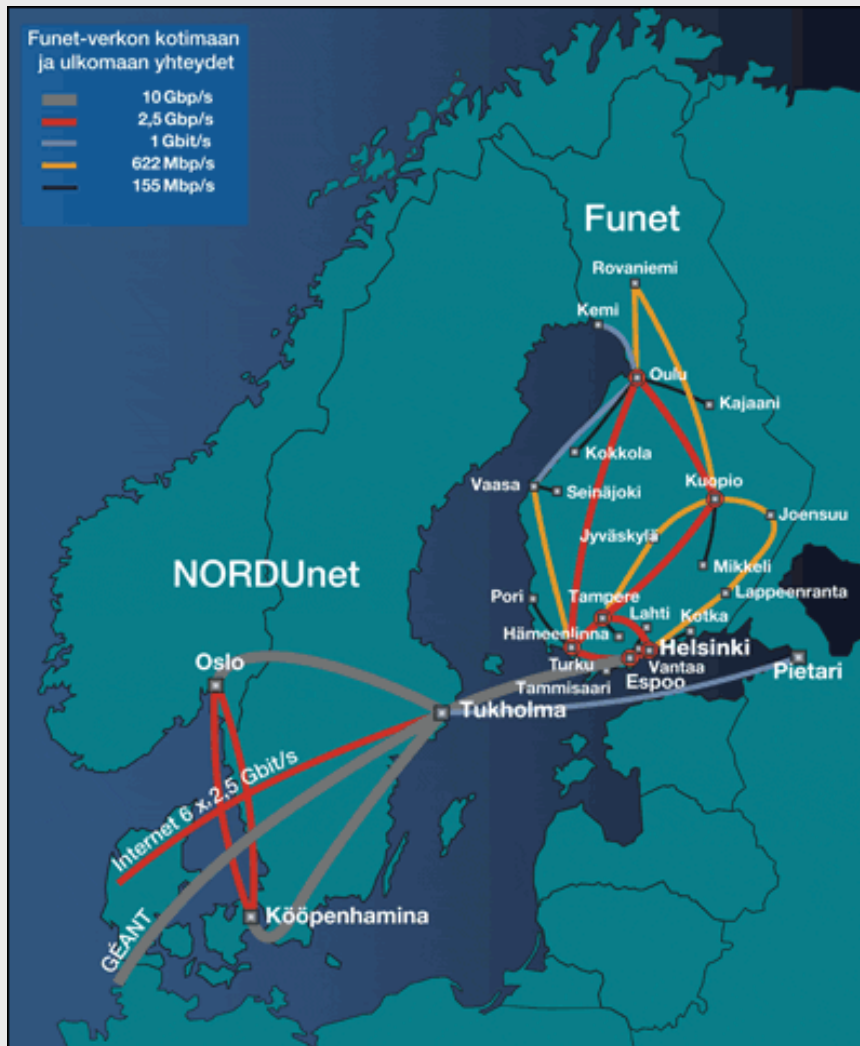 Funet-verkon kotimaan
ja ulkomaan yhteydet
10 Gbp/s
2,5 Gbp/s
1 Gbit/s
622 Mbp/s
155 Mbp/s
Funet
Rovaniemi
Kemi
Oulu
Kajaani
Kokkola
Vaasa
Seinäjoki
Kuopio
Joensuu
Jyväskylä
NORDUnet
Mikkeli
Pori
Tampere
Lappeenranta
Lahti
Kotka
Hämeenlinna
Helsinki
Oslo
Turku
Vantaa
Pietari
Tammisaari
Espoo
Tukholma
Internet 6 x 2,5 Gbit/s
Kööpenhamina
GÉANT